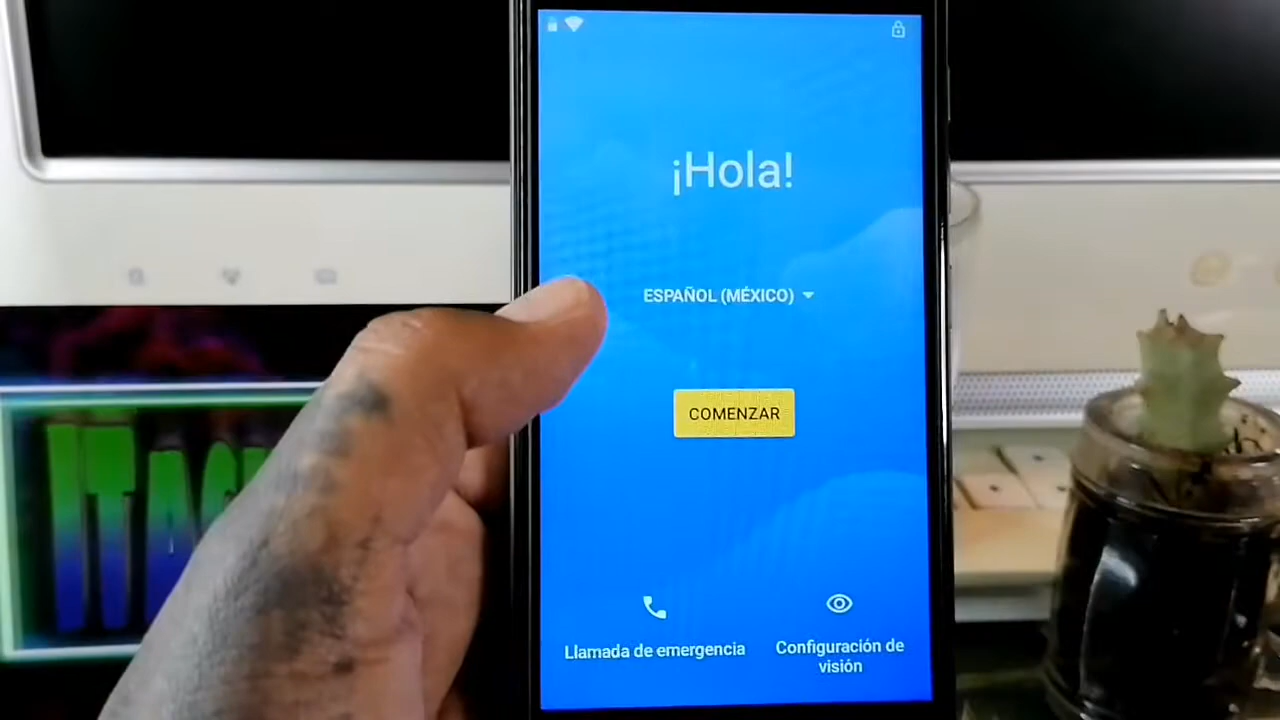 ¡Hola!
ESPAÑOL (MÉXICO)
COMENZAR
Llamada de emergencia
Configuración de
visión